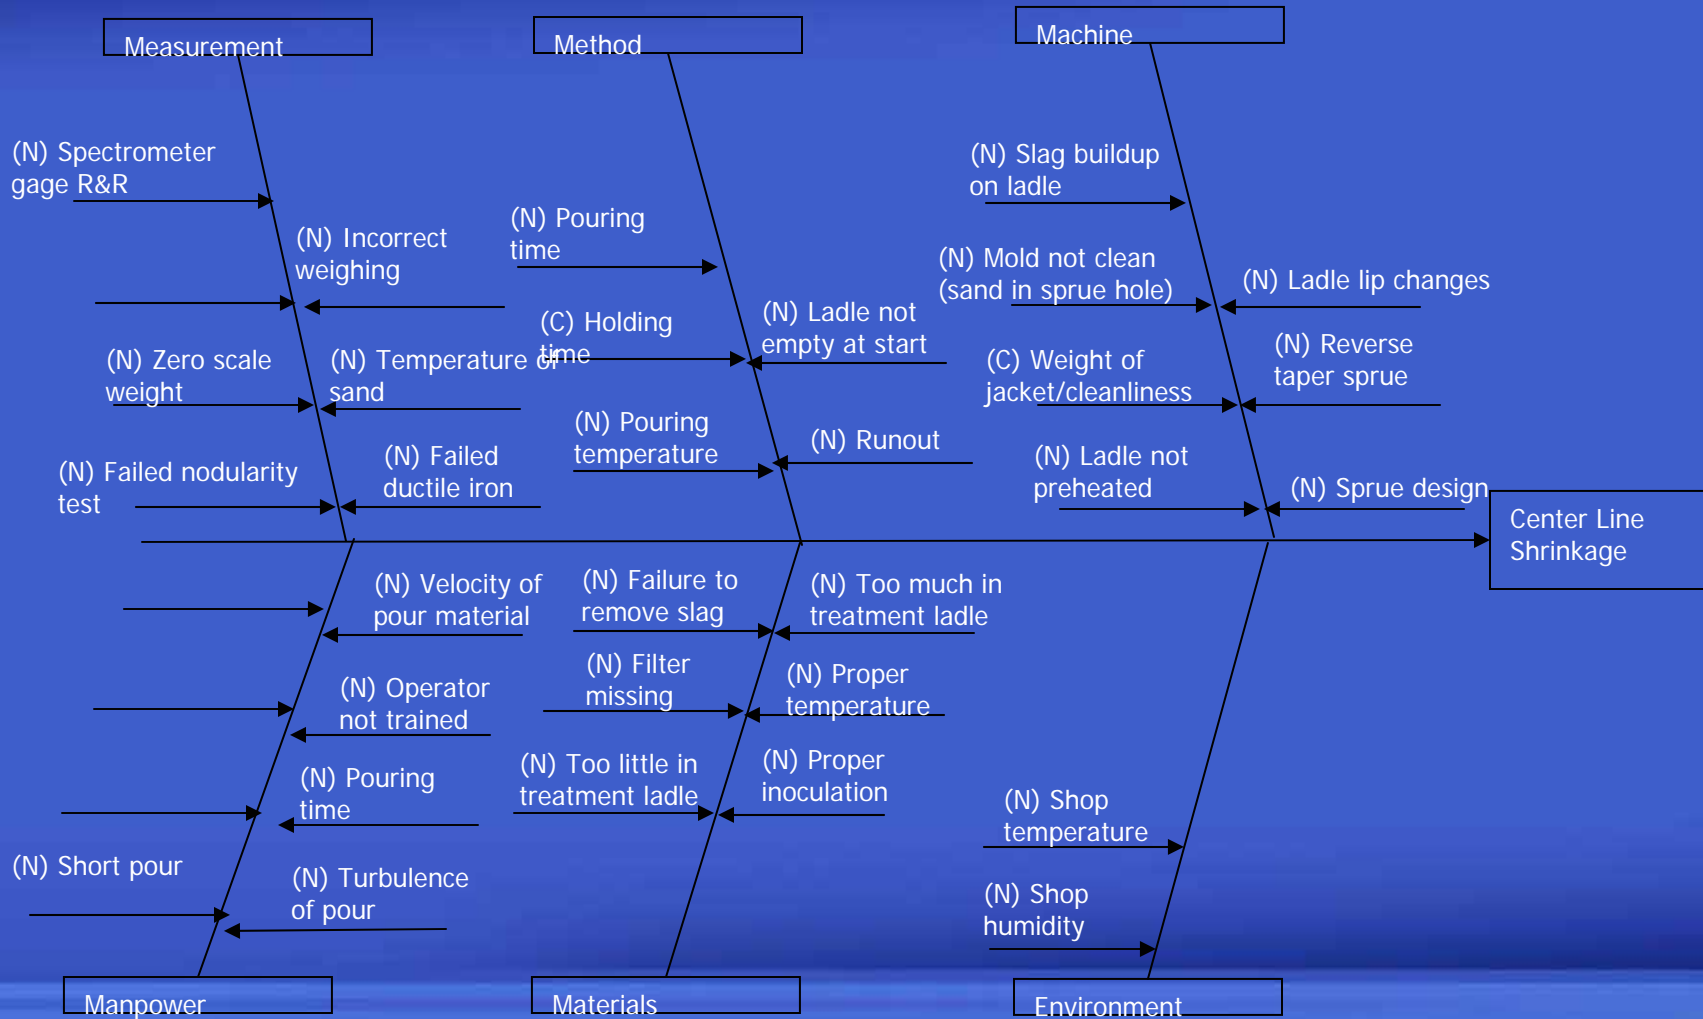 Measurement
Method
Machine
(N) Spectrometer
gage R&R
(N) Incorrect
weighing
(N) Zero scale
weight
(N) Temperature of
sand
(N) Failed nodularity
test
(N) Failed
ductile iron
(N) Pouring
time
(C) Holding
time
(N) Ladle not
empty at start
(N) Pouring
temperature
(N) Runout
(N) Slag buildup
on ladle
(N) Mold not clean
(sand in sprue hole)
(N) Ladle lip changes
(C) Weight of
jacket/cleanliness
(N) Reverse
taper sprue
(N) Ladle not
preheated
(N) Sprue design
Center Line
Shrinkage
(N) Velocity of
pour material
(N) Operator
not trained
(N) Pouring
time
(N) Short pour
(N) Turbulence
of pour
(N) Failure to
remove slag
(N) Too much in
treatment ladle
(N) Filter
missing
(N) Proper
temperature
(N) Too little in
treatment ladle
(N) Proper
inoculation
(N) Shop
temperature
(N) Shop
humidity
Manpower
Materials
Environment